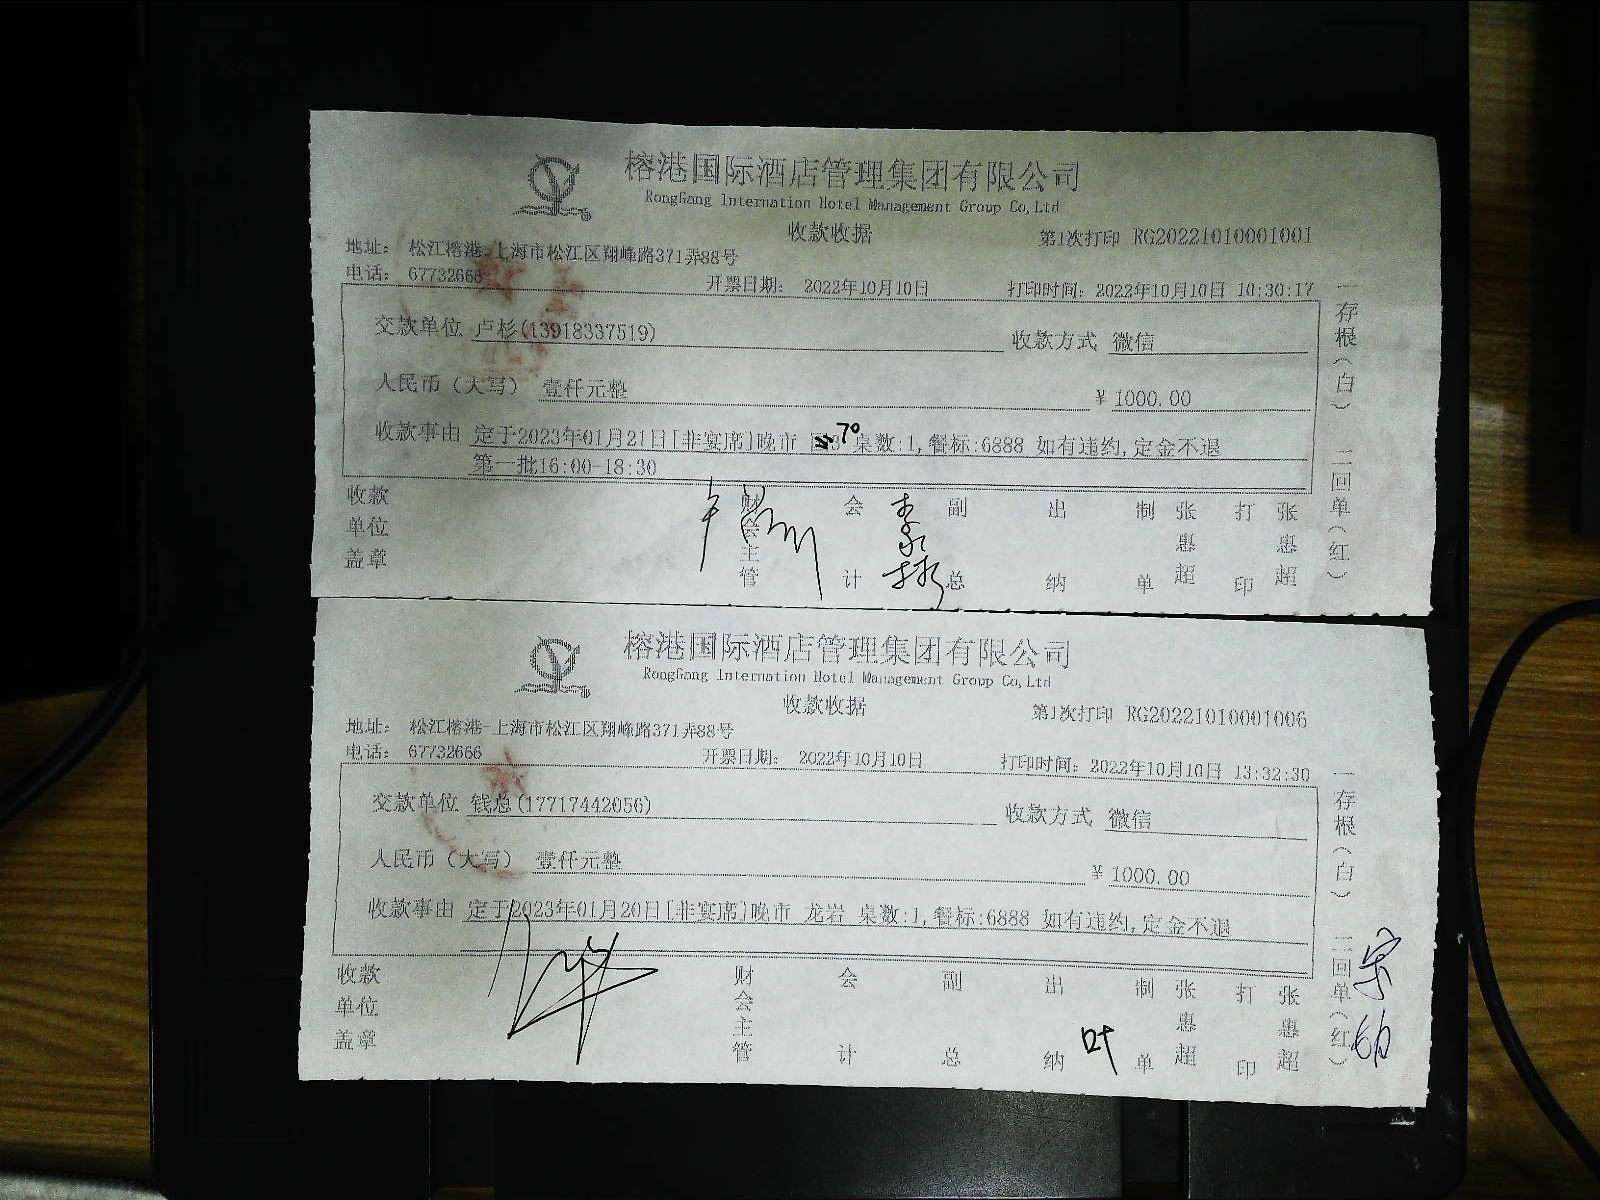 榕港国际酒店管理集团有限公司
RongGang Internation Hotel Management Group Co,Ltd
收款收据
第1次打印 RG20221010001001
地址: 松江榕港-上海市松江区翔峰路371弄88号
电话: 67732666
开票日期: 2022年10月10日
打印时间: 2022年10月10日 10:30:17
交款单位 卢杉(13918337519) 收款方式 微信
人民币(大写) 壹仟元整 ¥ 1000.00
收款事由 定于2023年01月21日[非宴席]晚市 70 桌数:1,餐标:6888 如有违约,定金不退
第一批16:00-18:30
收款单位盖章 财会主管 会计 副总 出纳 制单 张惠超 打印 张惠超
一存根(白) 二回单(红)
榕港国际酒店管理集团有限公司
RongGang Internation Hotel Management Group Co,Ltd
收款收据
第1次打印 RG20221010001006
地址: 松江榕港-上海市松江区翔峰路371弄88号
电话: 67732666
开票日期: 2022年10月10日
打印时间: 2022年10月10日 13:32:30
交款单位 钱总(17717442056) 收款方式 微信
人民币(大写) 壹仟元整 ¥ 1000.00
收款事由 定于2023年01月20日[非宴席]晚市 龙岩 桌数:1,餐标:6888 如有违约,定金不退
收款单位盖章 财会主管 会计 副总 出纳 叶 制单 张惠超 打印 张惠超
一存根(白) 二回单(红)